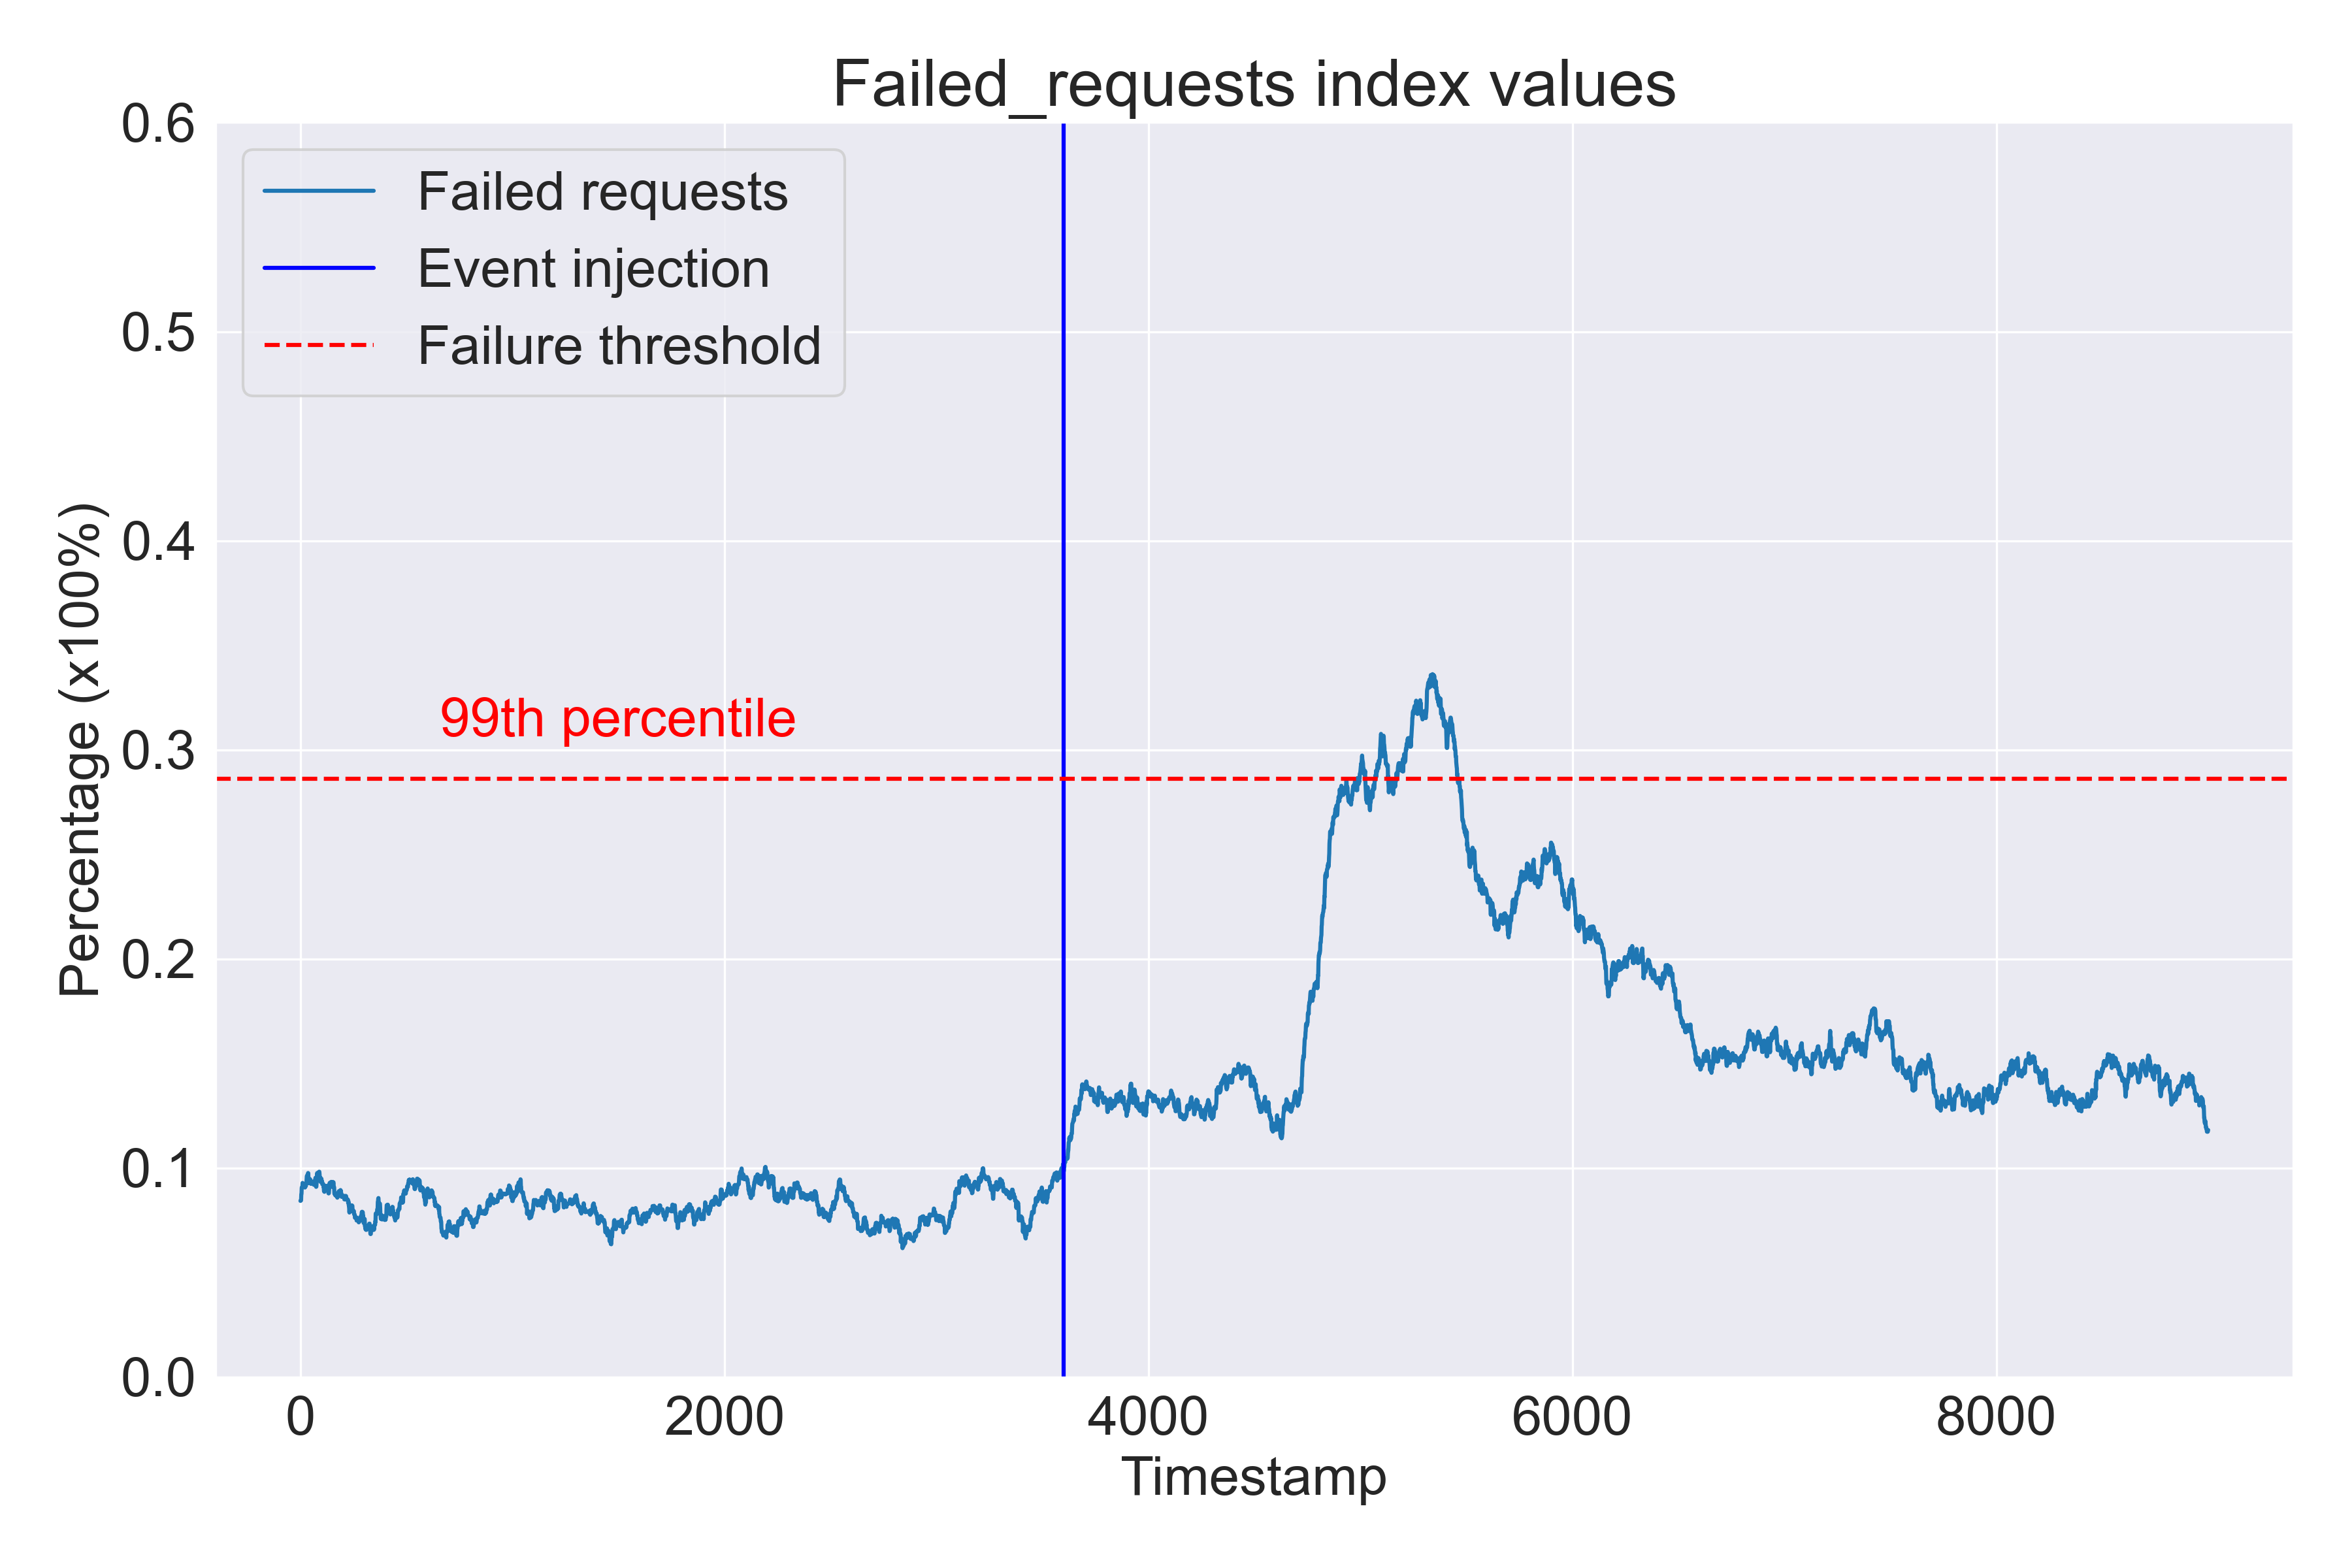 Failed_requests index values
0.6
0.5
0.4
0.3
0.2
0.1
0.0
Percentage (x100%)
Failed requests
Event injection
Failure threshold
99th percentile
0 2000 4000 6000 8000
Timestamp